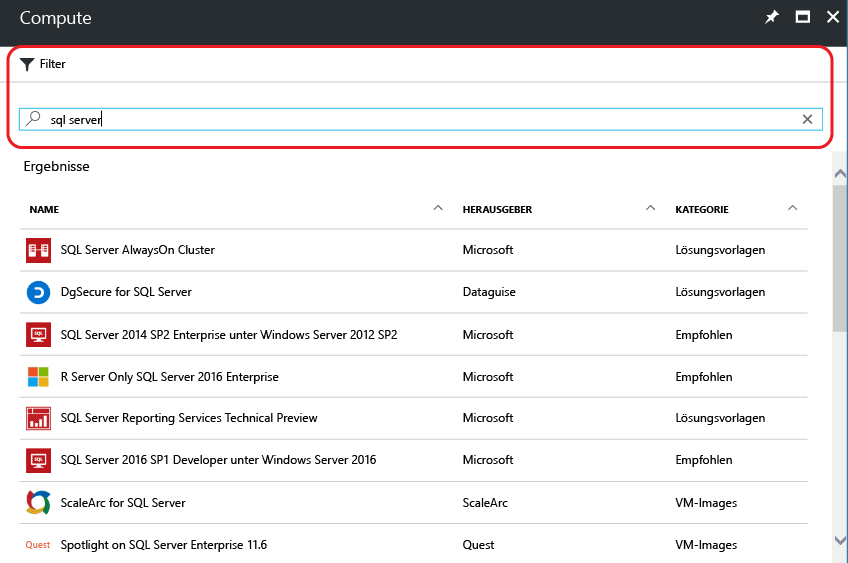 Compute
Filter
sql server
Ergebnisse
NAME HERAUSGEBER KATEGORIE
SQL Server AlwaysOn Cluster Microsoft Lösungsvorlagen
DgSecure for SQL Server Dataguise Lösungsvorlagen
SQL SQL Server 2014 SP2 Enterprise unter Windows Server 2012 SP2 Microsoft Empfohlen
R Server Only SQL Server 2016 Enterprise Microsoft Empfohlen
SQL Server Reporting Services Technical Preview Microsoft Lösungsvorlagen
SQL SQL Server 2016 SP1 Developer unter Windows Server 2016 Microsoft Empfohlen
ScaleArc for SQL Server ScaleArc VM-Images
Quest Spotlight on SQL Server Enterprise 11.6 Quest VM-Images